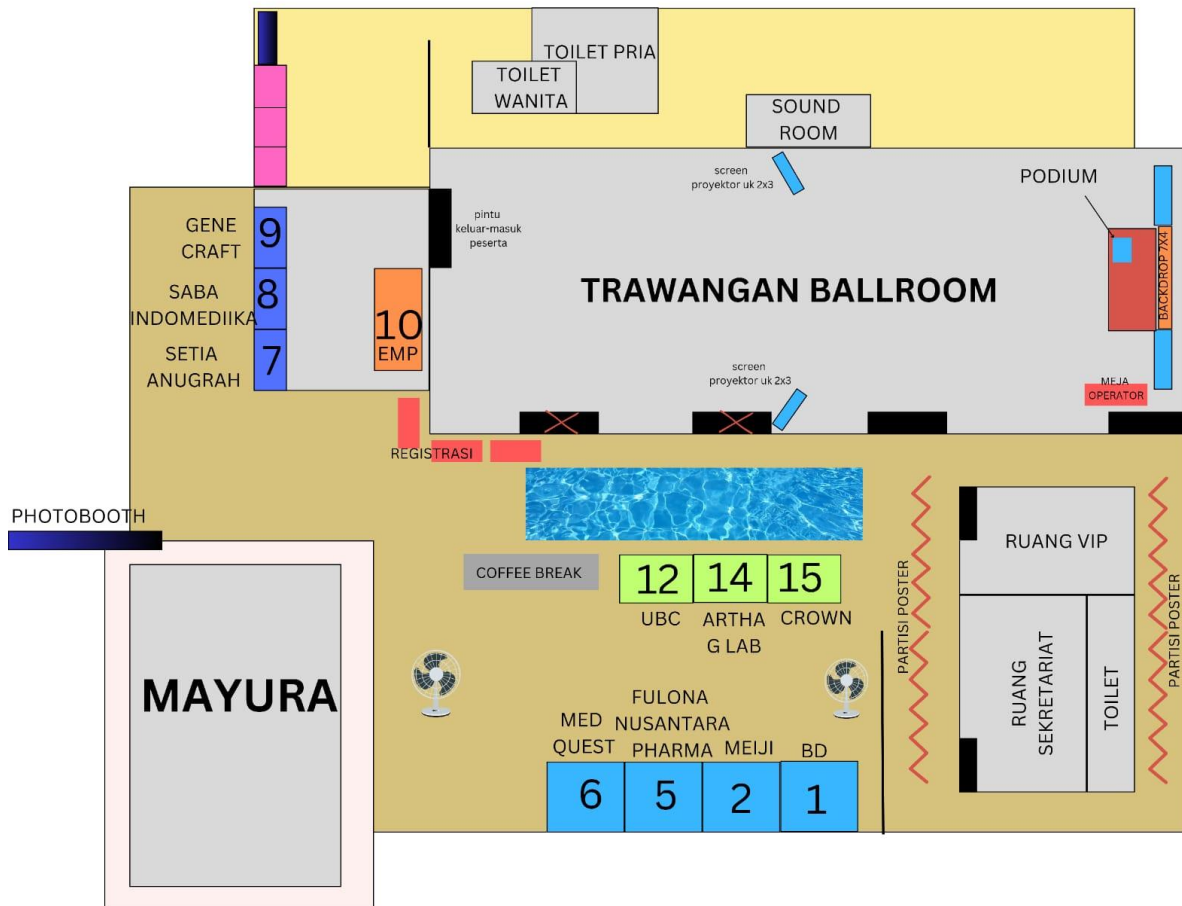 TOILET PRIA
TOILET
WANITA
SOUND
ROOM
screen
proyektor uk 2x3
PODIUM
pintu
keluar-masuk
peserta
GENE
CRAFT
9
SABA
INDOMEDIIKA
8
SETIA
ANUGRAH
7
10
EMP
TRAWANGAN BALLROOM
BACKDROP 7X4
screen
proyektor uk 2x3
MEJA
OPERATOR
REGISTRASI
PHOTOBOOTH
COFFEE BREAK
12
14
15
UBC
ARTHA
G LAB
CROWN
PARTISI POSTER
RUANG VIP
RUANG
SEKRETARIAT
TOILET
PARTISI POSTER
MAYURA
MED
QUEST
FULONA
NUSANTARA
PHARMA
MEIJI
BD
6
5
2
1